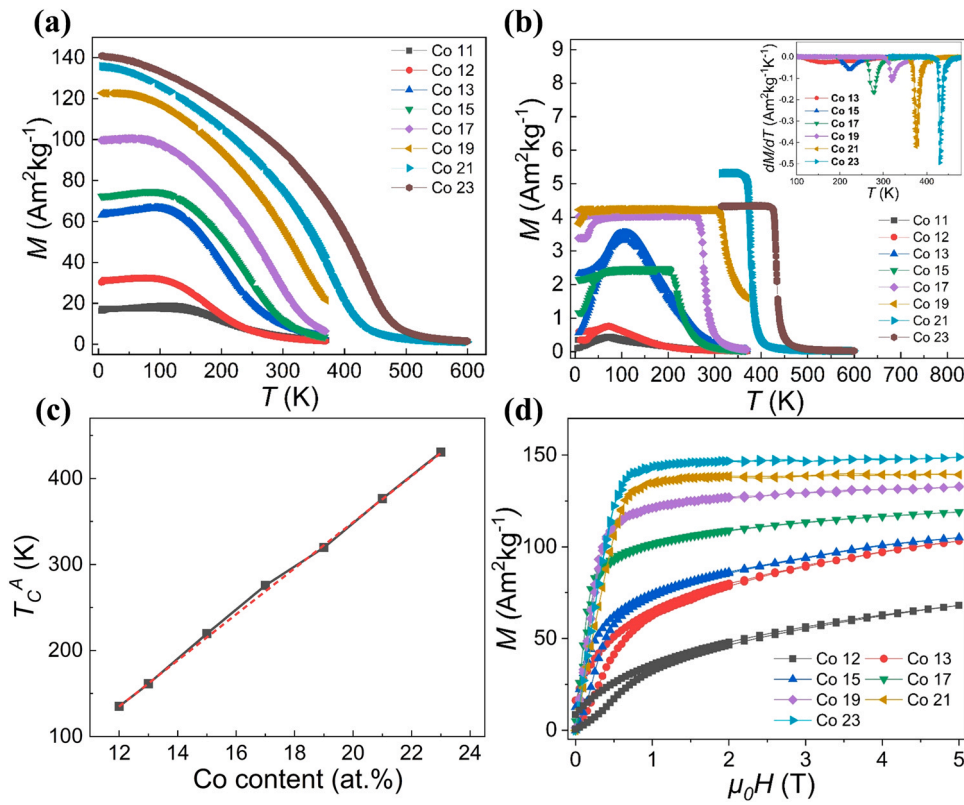 (a)
M (Am²kg⁻¹)
140
120
100
80
60
40
20
0
0 100 200 300 400 500 600
T (K)
Co 11
Co 12
Co 13
Co 15
Co 17
Co 19
Co 21
Co 23
(b)
M (Am²kg⁻¹)
9
8
7
6
5
4
3
2
1
0
0 100 200 300 400 500 600 700 800
T (K)
dM/dT (Am²kg⁻¹K⁻¹)
0.0
-0.1
-0.2
-0.3
-0.4
-0.5
100 200 300 400
T (K)
Co 13
Co 15
Co 17
Co 19
Co 21
Co 23
Co 11
Co 12
Co 13
Co 15
Co 17
Co 19
Co 21
Co 23
(c)
T_C^A (K)
400
300
200
100
12 14 16 18 20 22 24
Co content (at.%)
(d)
M (Am²kg⁻¹)
150
100
50
0
0 1 2 3 4 5
μ₀H (T)
Co 12 Co 13
Co 15 Co 17
Co 19 Co 21
Co 23